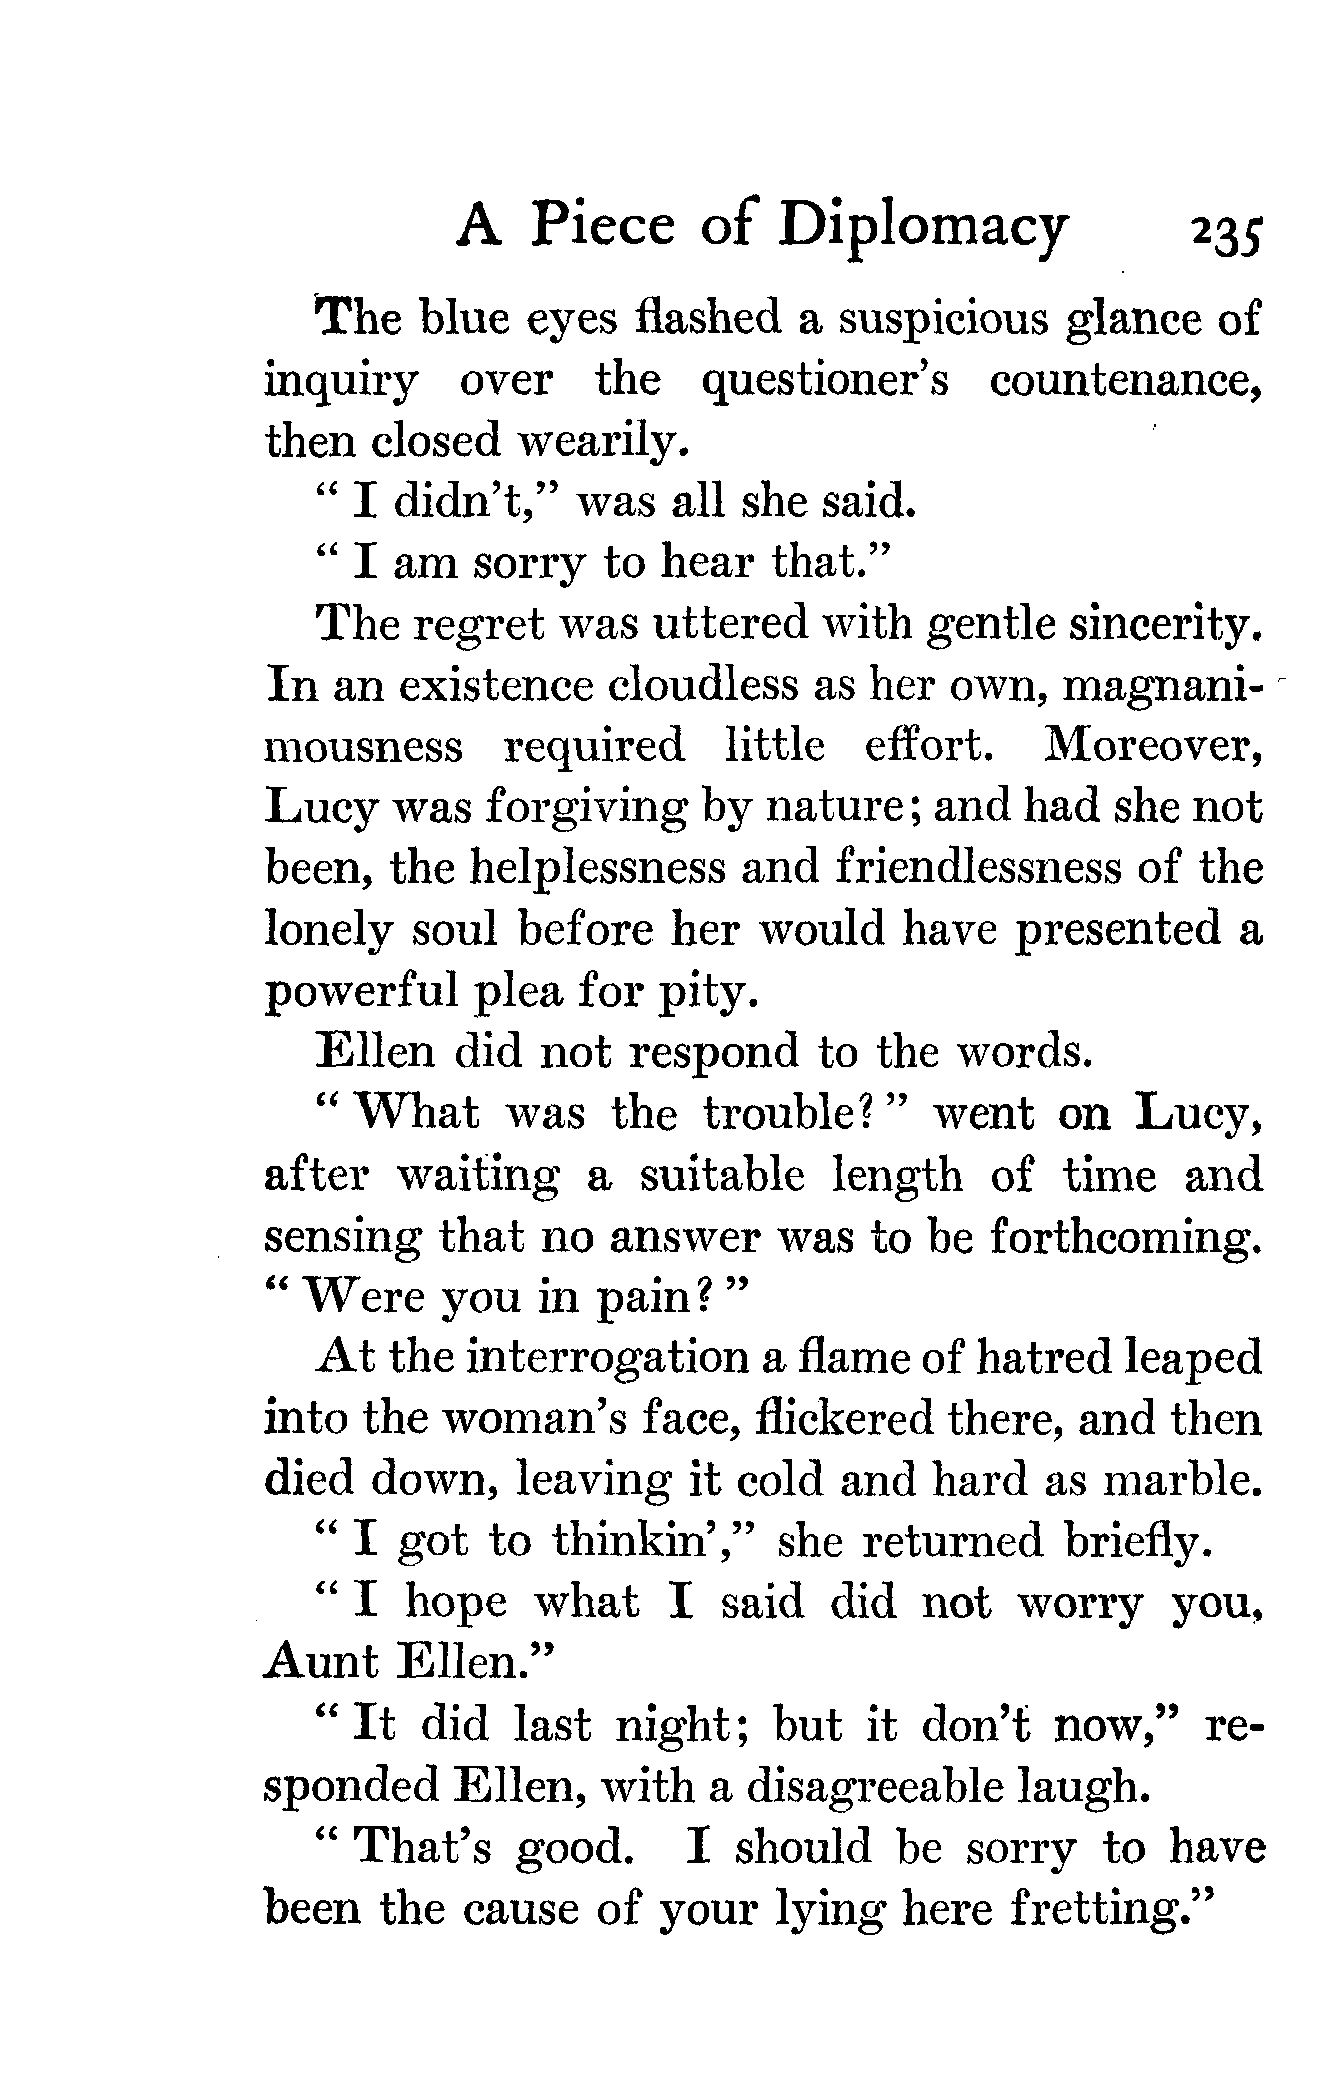 A Piece of Diplomacy 235
The blue eyes flashed a suspicious glance of
inquiry over the questioner's countenance,
then closed wearily.
" I didn't," was all she said.
" I am sorry to hear that."
The regret was uttered with gentle sincerity.
In an existence cloudless as her own, magnani-
mousness required little effort. Moreover,
Lucy was forgiving by nature; and had she not
been, the helplessness and friendlessness of the
lonely soul before her would have presented a
powerful plea for pity.
Ellen did not respond to the words.
" What was the trouble? " went on Lucy,
after waiting a suitable length of time and
sensing that no answer was to be forthcoming.
" Were you in pain? "
At the interrogation a flame of hatred leaped
into the woman's face, flickered there, and then
died down, leaving it cold and hard as marble.
" I got to thinkin'," she returned briefly.
" I hope what I said did not worry you,
Aunt Ellen."
" It did last night; but it don't now," re-
sponded Ellen, with a disagreeable laugh.
" That's good. I should be sorry to have
been the cause of your lying here fretting."